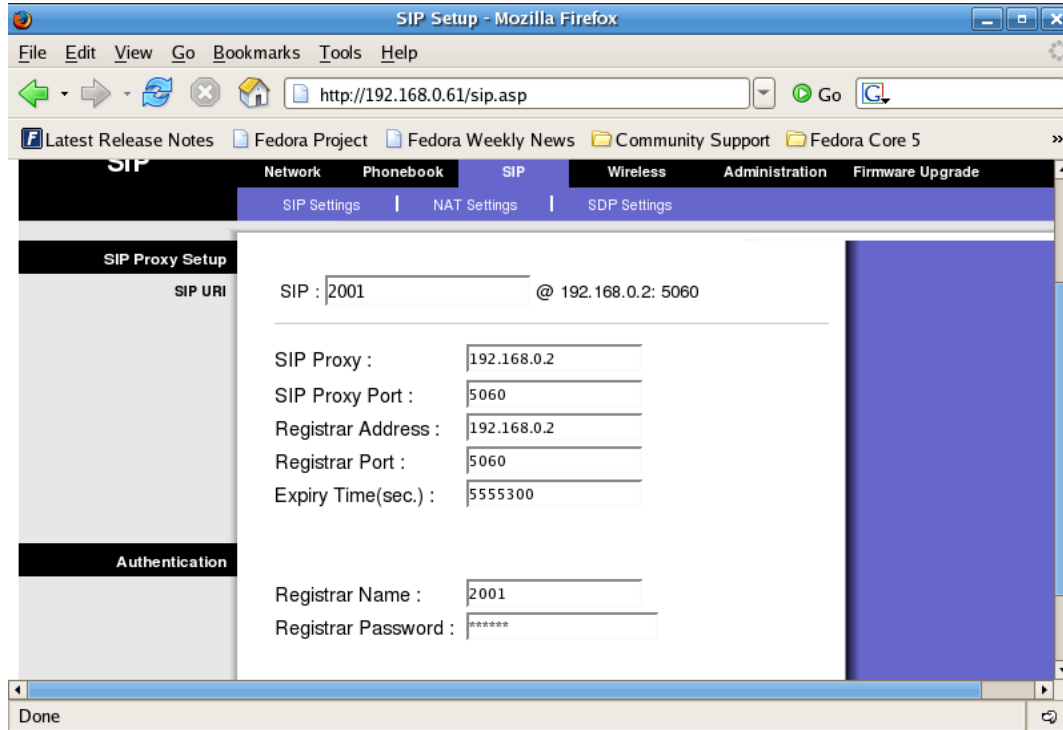 SIP Setup - Mozilla Firefox
File Edit View Go Bookmarks Tools Help
http://192.168.0.61/sip.asp Go G
Latest Release Notes Fedora Project Fedora Weekly News Community Support Fedora Core 5 »
SIP
Network Phonebook SIP Wireless Administration Firmware Upgrade
SIP Settings | NAT Settings | SDP Settings
SIP Proxy Setup
SIP URI SIP : 2001 @ 192.168.0.2: 5060
SIP Proxy : 192.168.0.2
SIP Proxy Port : 5060
Registrar Address : 192.168.0.2
Registrar Port : 5060
Expiry Time(sec.) : 5555300
Authentication
Registrar Name : 2001
Registrar Password : ******
Done